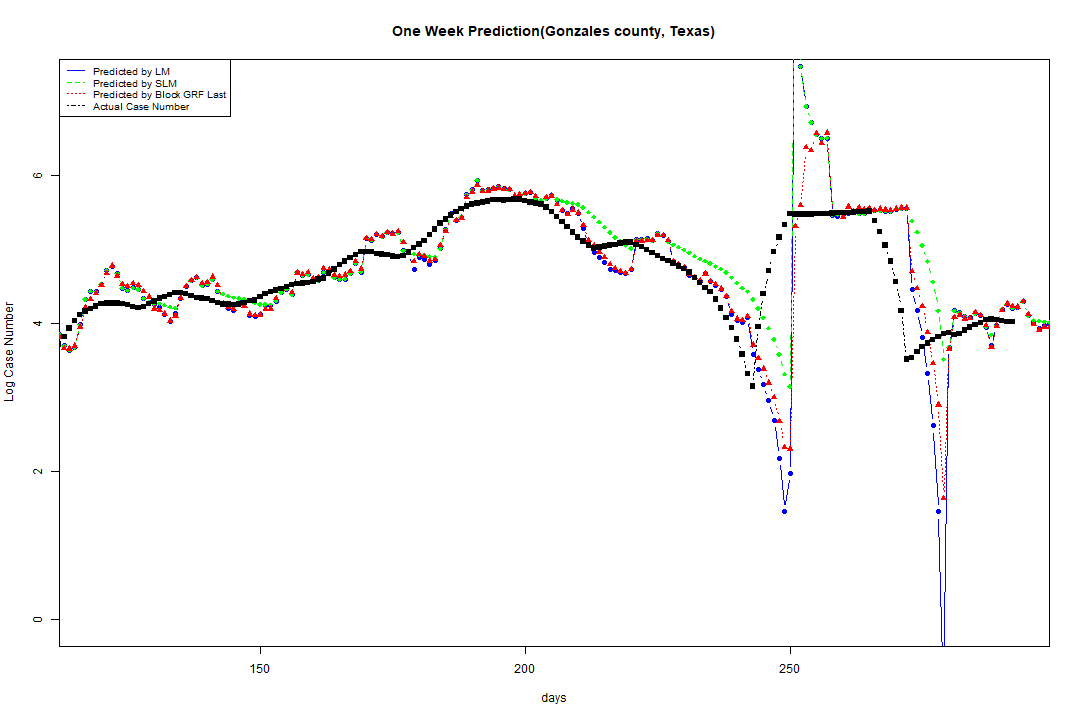 One Week Prediction(Gonzales county, Texas)
Predicted by LM
Predicted by SLM
Predicted by Block GRF Last
Actual Case Number
Log Case Number
6
4
2
0
150
200
250
days